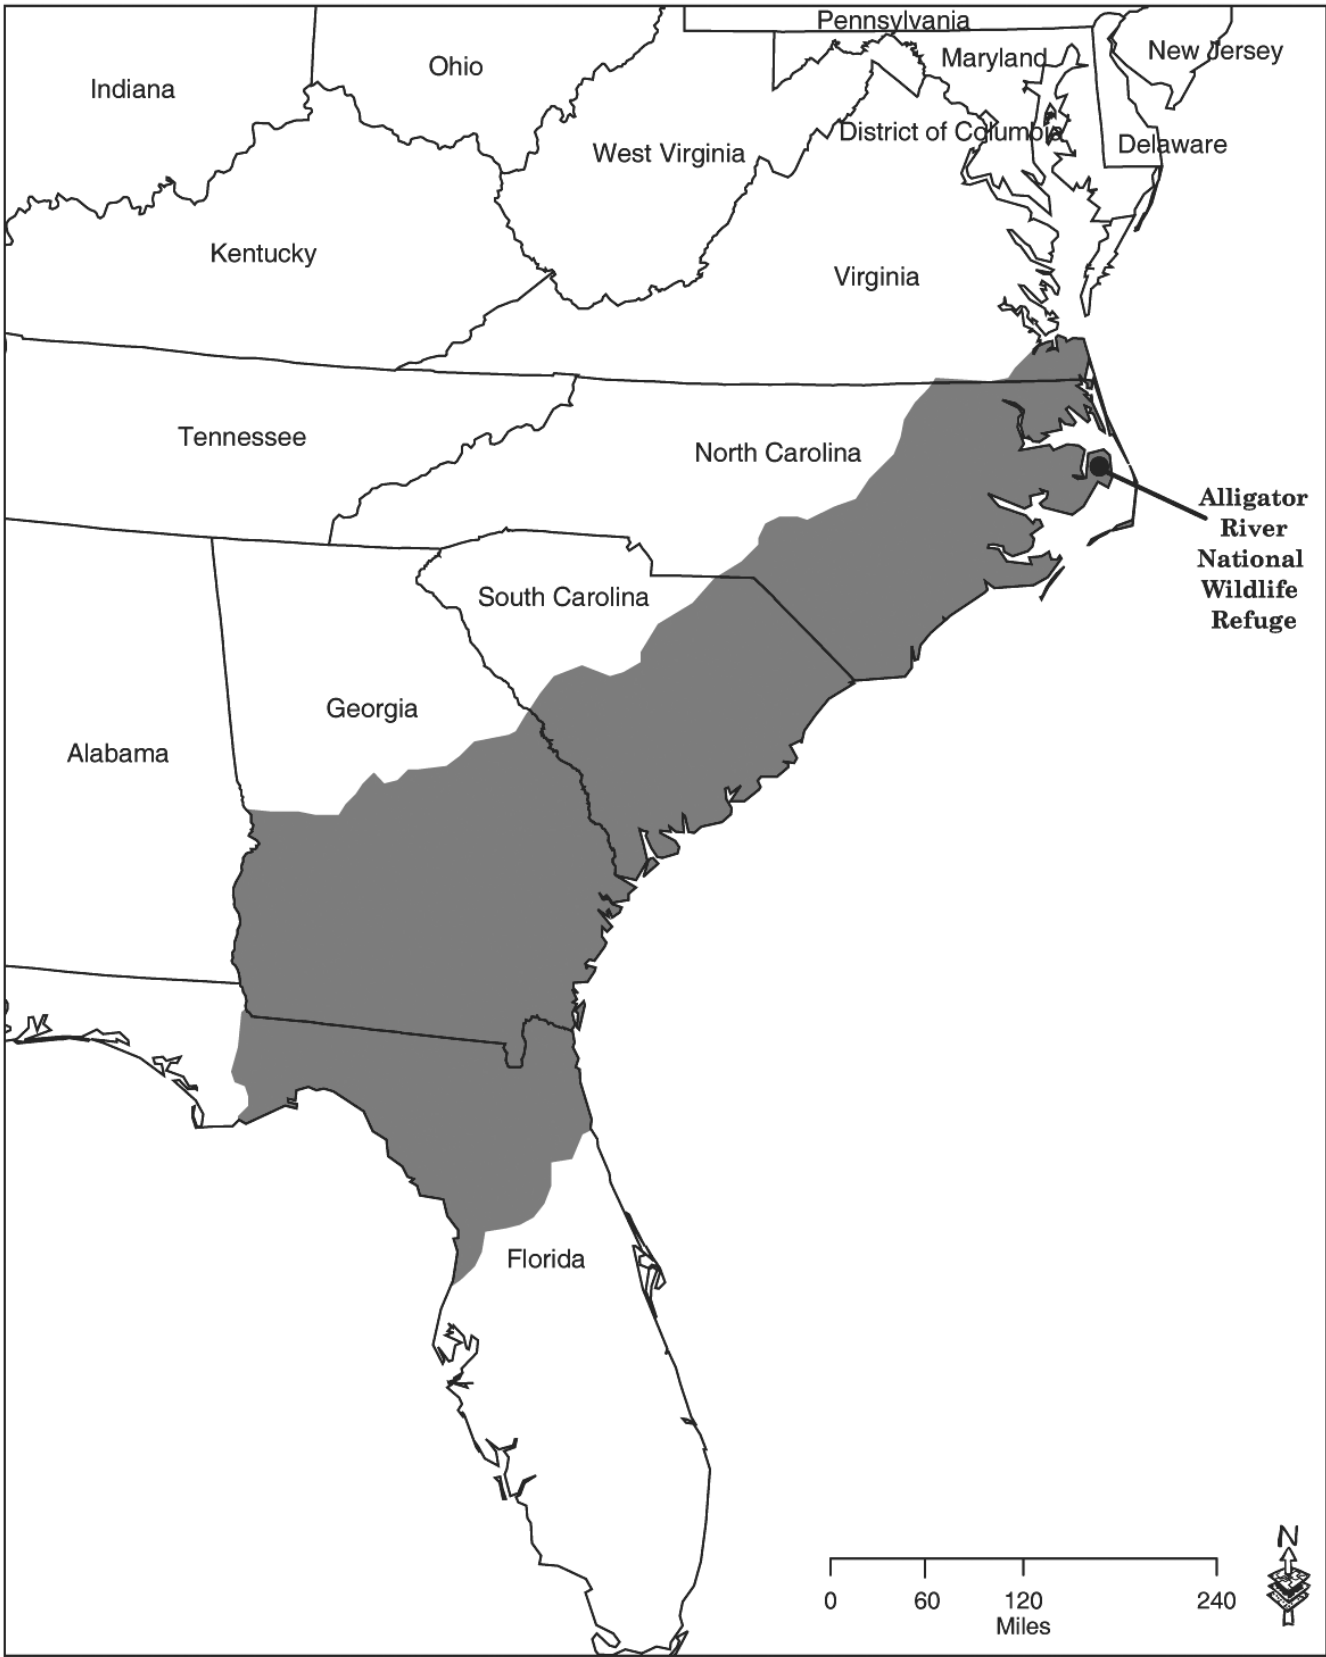 Pennsylvania
Maryland
New Jersey
Ohio
Indiana
District of Columbia
Delaware
West Virginia
Kentucky
Virginia
Tennessee
North Carolina
Alligator
River
National
Wildlife
Refuge
South Carolina
Georgia
Alabama
Florida
N
0 60 120 240
Miles